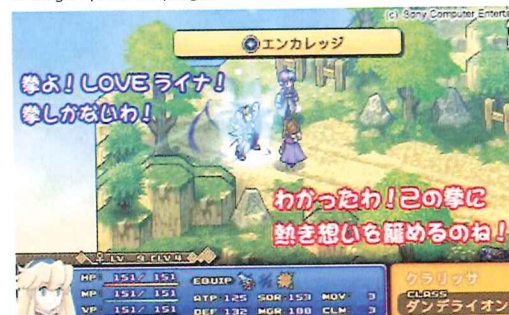 (c) Sony Computer Enterta
エンカレッジ
拳よ！LOVEライナ！
拳しかないわ！
わかったわ！己の拳に
熱き想いを籠めるのね！
LV 9 CLV 4
HP 151/ 151
MP 151/ 151
VP 151/ 151
EQUIP
ATP 125 SOR 153 MOV 3
DEF 132 MGR 188 CLM 3
クラリッサ
CLASS
ダンデライオン